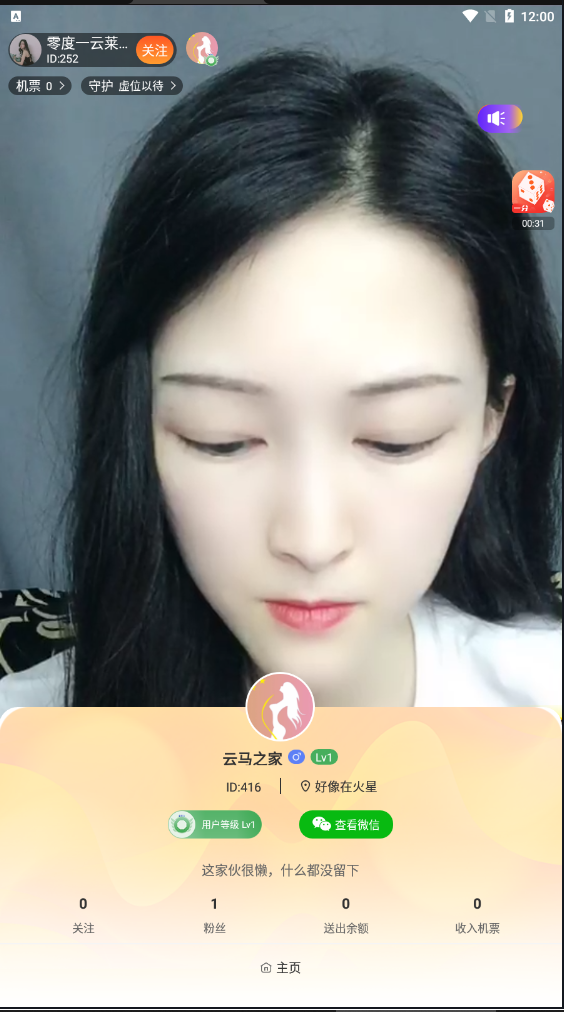 A
12:00
零度一云莱...
ID:252
关注
机票 0
守护 虚位以待
一分
00:31
云马之家 Lv1
ID:416
好像在火星
用户等级 Lv1
查看微信
这家伙很懒，什么都没留下
0 1 0 0
关注 粉丝 送出余额 收入机票
主页